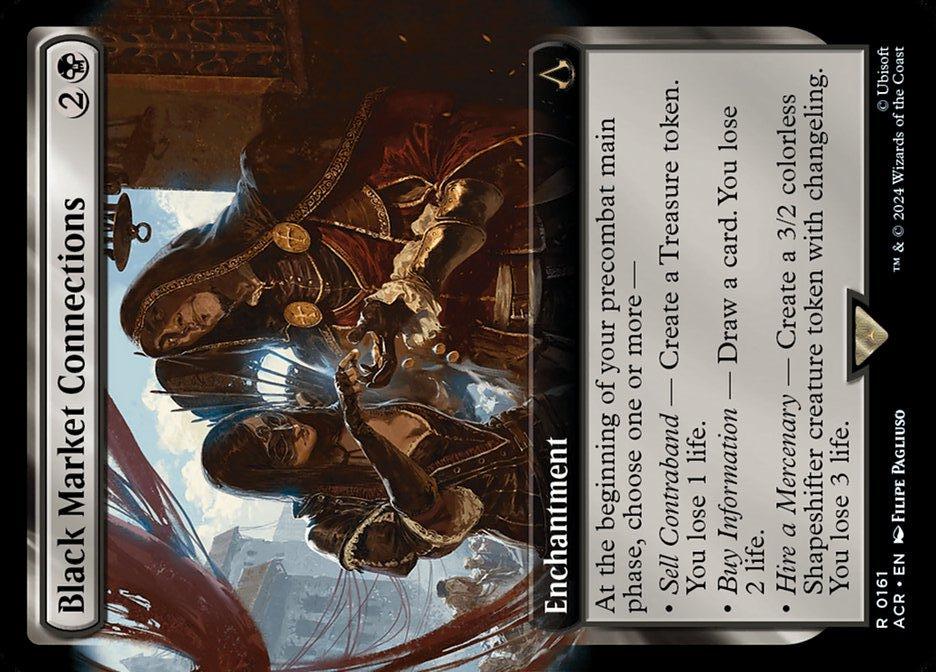 Black Market Connections 2
Enchantment
At the beginning of your precombat main
phase, choose one or more —
• Sell Contraband — Create a Treasure token.
You lose 1 life.
• Buy Information — Draw a card. You lose
2 life.
• Hire a Mercenary — Create a 3/2 colorless
Shapeshifter creature token with changeling.
You lose 3 life.
R 0161
ACR • EN FILIPE PAGLIUSO
© Ubisoft
™ & © 2024 Wizards of the Coast